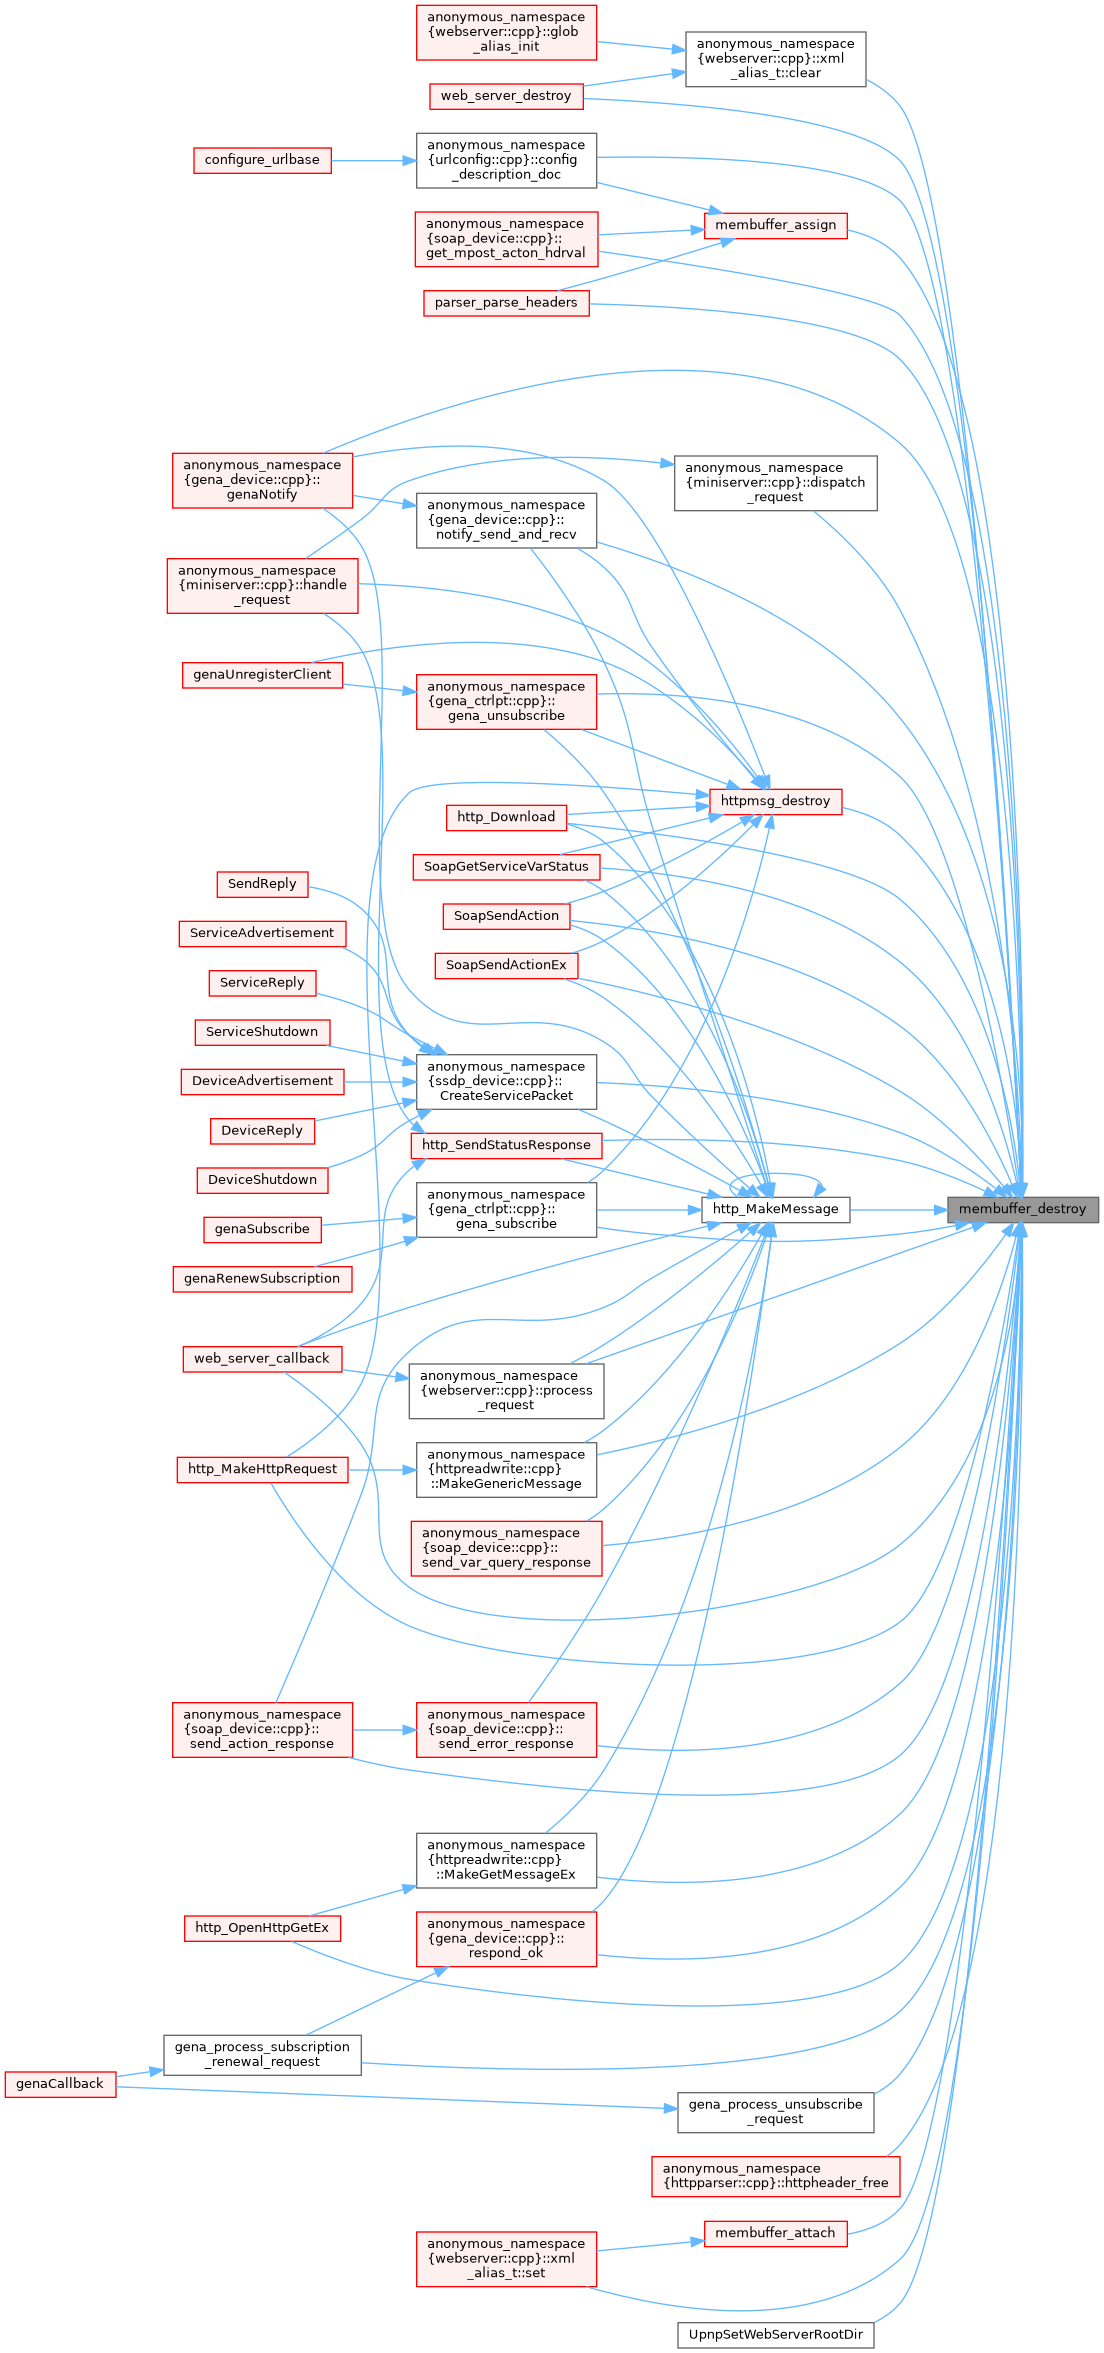 anonymous_namespace
{webserver::cpp}::glob
_alias_init
anonymous_namespace
{webserver::cpp}::xml
_alias_t::clear
web_server_destroy
anonymous_namespace
{urlconfig::cpp}::config
_description_doc
configure_urlbase
membuffer_assign
anonymous_namespace
{soap_device::cpp}::
get_mpost_acton_hdrval
parser_parse_headers
anonymous_namespace
{gena_device::cpp}::
genaNotify
anonymous_namespace
{miniserver::cpp}::dispatch
_request
anonymous_namespace
{gena_device::cpp}::
notify_send_and_recv
anonymous_namespace
{miniserver::cpp}::handle
_request
genaUnregisterClient
anonymous_namespace
{gena_ctrlpt::cpp}::
gena_unsubscribe
httpmsg_destroy
http_Download
SoapGetServiceVarStatus
SendReply
SoapSendAction
ServiceAdvertisement
SoapSendActionEx
ServiceReply
ServiceShutdown
anonymous_namespace
{ssdp_device::cpp}::
CreateServicePacket
DeviceAdvertisement
DeviceReply
http_SendStatusResponse
DeviceShutdown
anonymous_namespace
{gena_ctrlpt::cpp}::
gena_subscribe
http_MakeMessage
membuffer_destroy
genaSubscribe
genaRenewSubscription
web_server_callback
anonymous_namespace
{webserver::cpp}::process
_request
http_MakeHttpRequest
anonymous_namespace
{httpreadwrite::cpp}
::MakeGenericMessage
anonymous_namespace
{soap_device::cpp}::
send_var_query_response
anonymous_namespace
{soap_device::cpp}::
send_action_response
anonymous_namespace
{soap_device::cpp}::
send_error_response
anonymous_namespace
{httpreadwrite::cpp}
::MakeGetMessageEx
http_OpenHttpGetEx
anonymous_namespace
{gena_device::cpp}::
respond_ok
gena_process_subscription
_renewal_request
genaCallback
gena_process_unsubscribe
_request
anonymous_namespace
{httpparser::cpp}::httpheader_free
membuffer_attach
anonymous_namespace
{webserver::cpp}::xml
_alias_t::set
UpnpSetWebServerRootDir